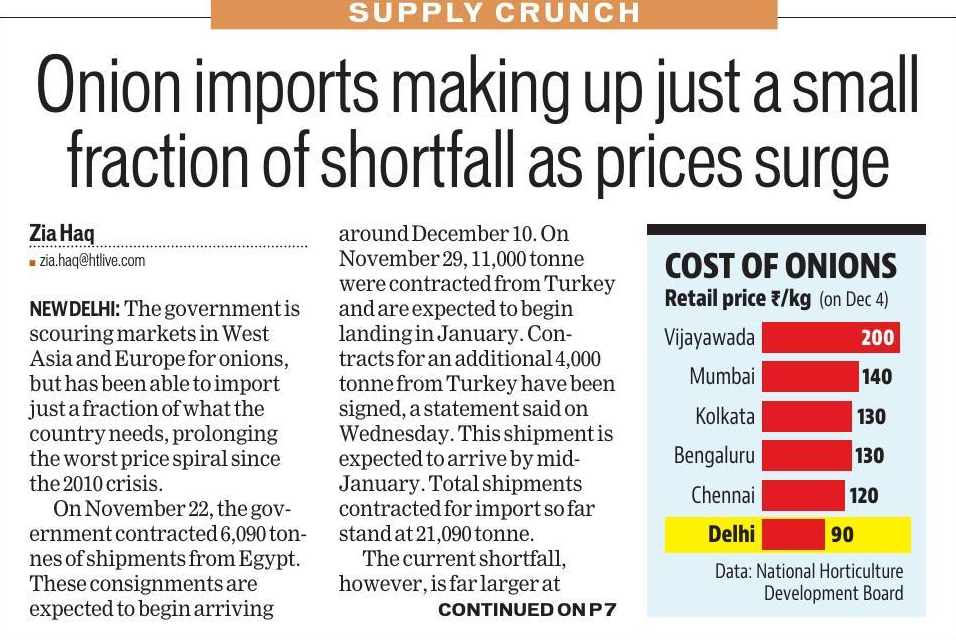 SUPPLY CRUNCH
Onion imports making up just a small
fraction of shortfall as prices surge
Zia Haq
zia.haq@htlive.com
NEW DELHI: The government is
scouring markets in West
Asia and Europe for onions,
but has been able to import
just a fraction of what the
country needs, prolonging
the worst price spiral since
the 2010 crisis.
On November 22, the gov-
ernment contracted 6,090 ton-
nes of shipments from Egypt.
These consignments are
expected to begin arriving
around December 10. On
November 29, 11,000 tonne
were contracted from Turkey
and are expected to begin
landing in January. Con-
tracts for an additional 4,000
tonne from Turkey have been
signed, a statement said on
Wednesday. This shipment is
expected to arrive by mid-
January. Total shipments
contracted for import so far
stand at 21,090 tonne.
The current shortfall,
however, is far larger at
CONTINUED ON P 7
COST OF ONIONS
Retail price ₹/kg (on Dec 4)
Vijayawada 200
Mumbai 140
Kolkata 130
Bengaluru 130
Chennai 120
Delhi 90
Data: National Horticulture
Development Board